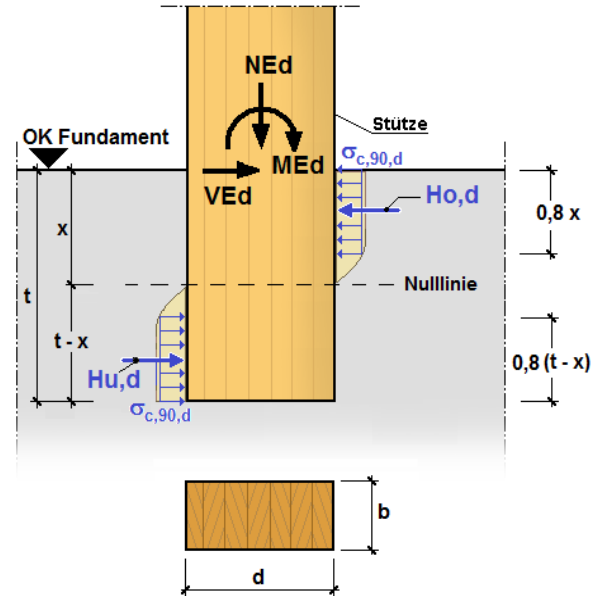 NEd
Stütze
OK Fundament
MEd
σc,90,d
VEd
Ho,d
x
0,8 x
t
Nulllinie
t - x
0,8 (t - x)
Hu,d
σc,90,d
b
d